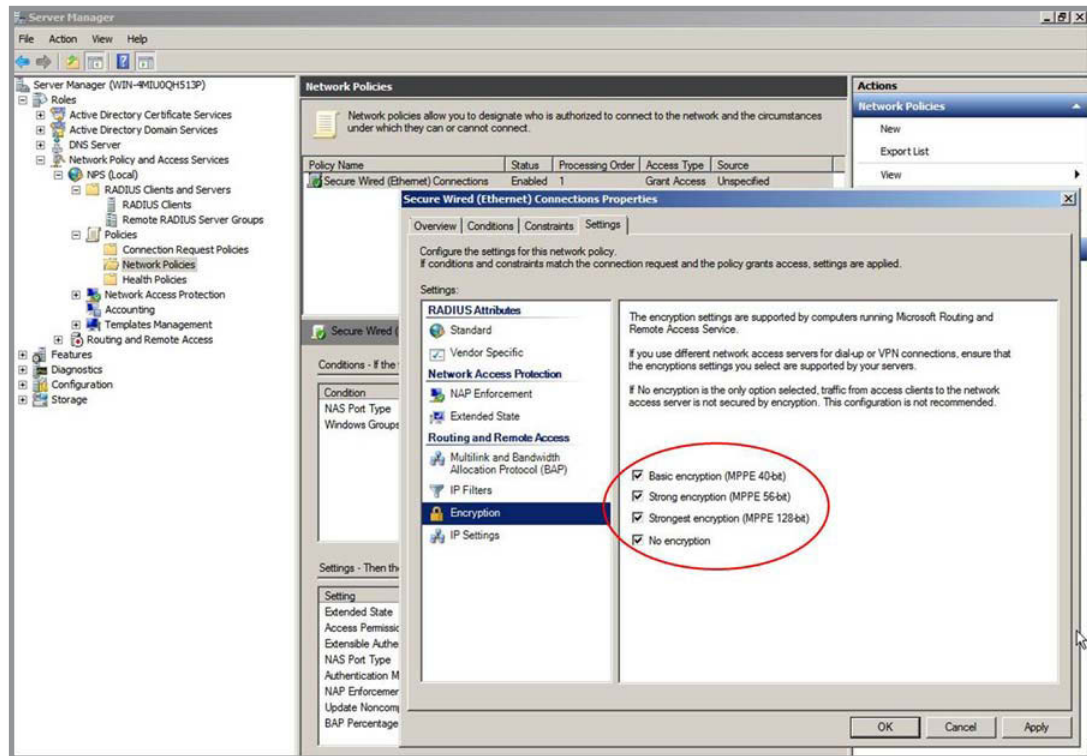 Server Manager
File Action View Help
Server Manager (WIN-4MIU0QH513P)
Roles
Active Directory Certificate Services
Active Directory Domain Services
DNS Server
Network Policy and Access Services
NPS (Local)
RADIUS Clients and Servers
RADIUS Clients
Remote RADIUS Server Groups
Policies
Connection Request Policies
Network Policies
Health Policies
Network Access Protection
Accounting
Templates Management
Routing and Remote Access
Features
Diagnostics
Configuration
Storage
Network Policies
Network policies allow you to designate who is authorized to connect to the network and the circumstances
under which they can or cannot connect.
Policy Name Status Processing Order Access Type Source
Secure Wired (Ethernet) Connections Enabled 1 Grant Access Unspecified
Secure Wired (
Conditions - If the
Condition
NAS Port Type
Windows Groups
Settings - Then the
Setting
Extended State
Access Permissic
Extensible Authe
NAS Port Type
Authentication M
NAP Enforcemer
Update Noncomp
BAP Percentage
Actions
Network Policies
New
Export List
View
Secure Wired (Ethernet) Connections Properties
Overview Conditions Constraints Settings
Configure the settings for this network policy.
If conditions and constraints match the connection request and the policy grants access, settings are applied.
Settings:
RADIUS Attributes
Standard
Vendor Specific
Network Access Protection
NAP Enforcement
Extended State
Routing and Remote Access
Multilink and Bandwidth
Allocation Protocol (BAP)
IP Filters
Encryption
IP Settings
The encryption settings are supported by computers running Microsoft Routing and
Remote Access Service.
If you use different network access servers for dial-up or VPN connections, ensure that
the encryptions settings you select are supported by your servers.
If No encryption is the only option selected, traffic from access clients to the network
access server is not secured by encryption. This configuration is not recommended.
Basic encryption (MPPE 40-bit)
Strong encryption (MPPE 56-bit)
Strongest encryption (MPPE 128-bit)
No encryption
OK Cancel Apply